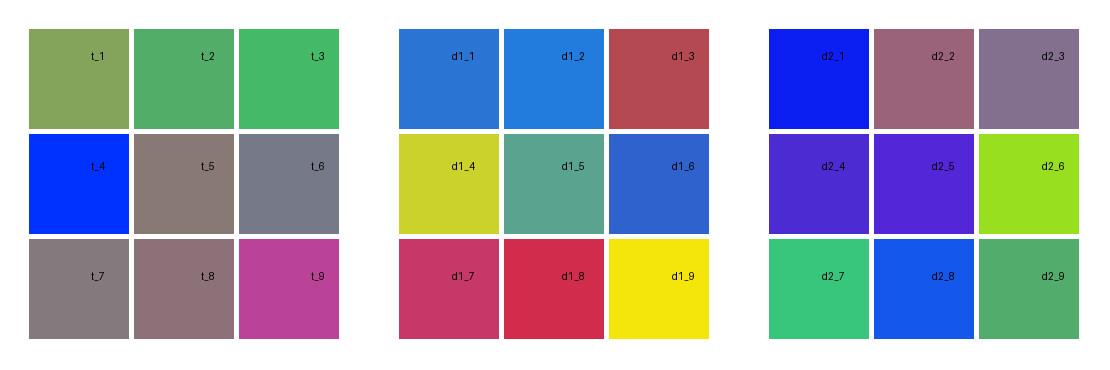 t_1 t_2 t_3 d1_1 d1_2 d1_3 d2_1 d2_2 d2_3
t_4 t_5 t_6 d1_4 d1_5 d1_6 d2_4 d2_5 d2_6
t_7 t_8 t_9 d1_7 d1_8 d1_9 d2_7 d2_8 d2_9